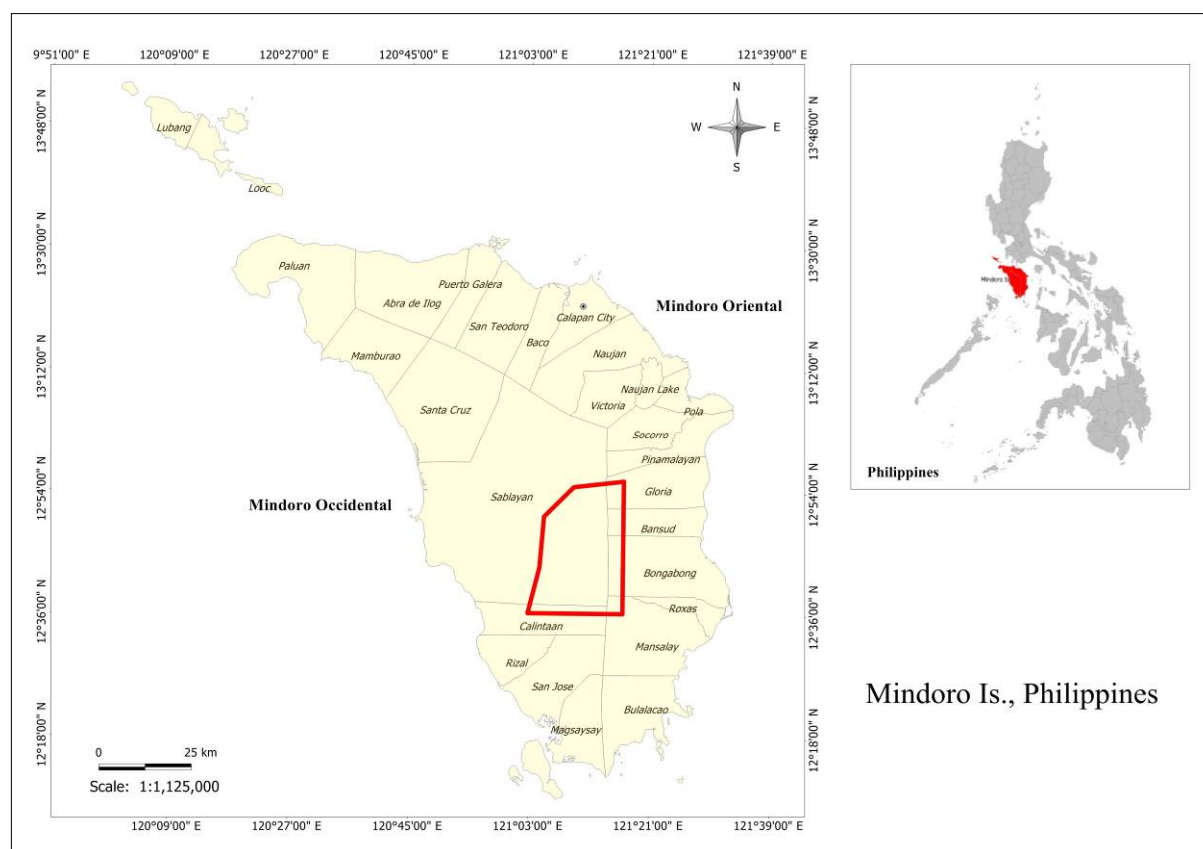 9°51'00" E 120°09'00" E 120°27'00" E 120°45'00" E 121°03'00" E 121°21'00" E 121°39'00" E
13°48'00" N
13°30'00" N
13°12'00" N
12°54'00" N
12°36'00" N
12°18'00" N
N
W E
S
Lubang
Looc
Paluan
Puerto Galera
Abra de Ilog
San Teodoro
Calapan City
Mindoro Oriental
Baco
Mamburao
Naujan
Naujan Lake
Victoria
Santa Cruz
Pola
Socorro
Pinamalayan
Gloria
Sablayan
Mindoro Occidental
Bansud
Bongabong
Roxas
Calintaan
Mansalay
Rizal
San Jose
Bulalacao
Magsaysay
0 25 km
Scale: 1:1,125,000
13°48'00" N
13°30'00" N
13°12'00" N
12°54'00" N
12°36'00" N
12°18'00" N
120°09'00" E 120°27'00" E 120°45'00" E 121°03'00" E 121°21'00" E 121°39'00" E
Mindoro Is
Philippines
Mindoro Is., Philippines